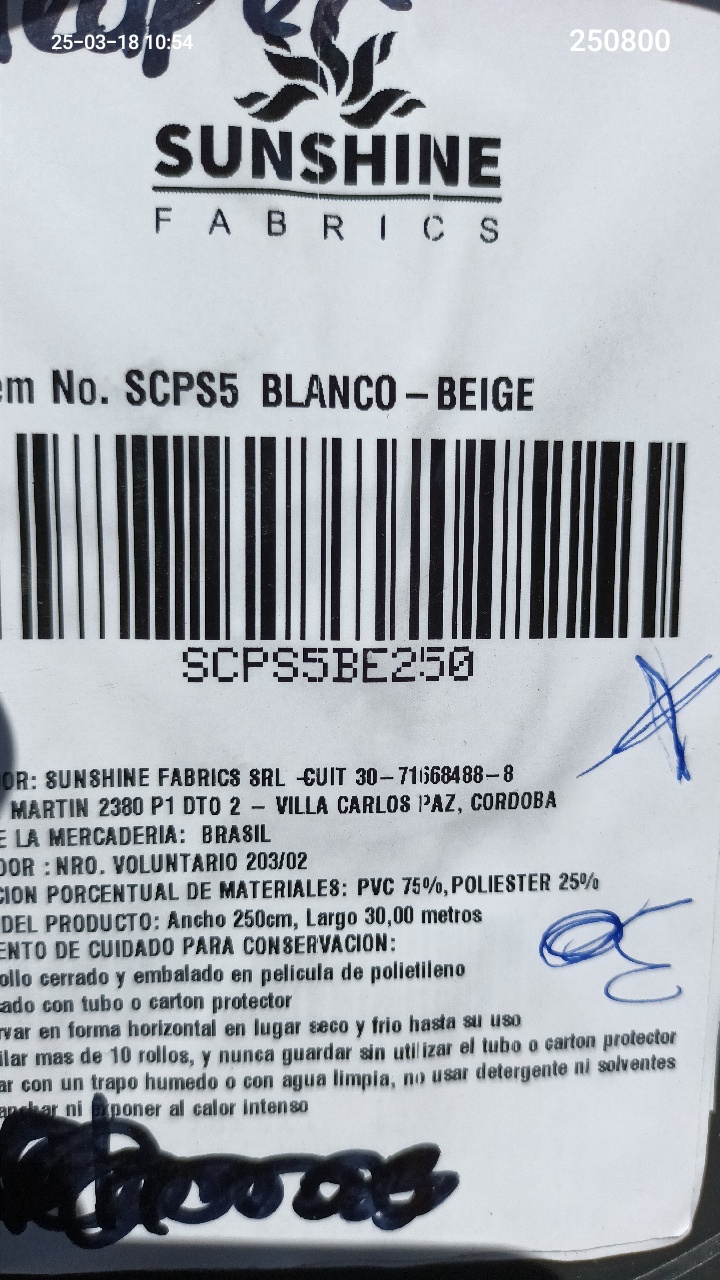 25-03-18 10:54
250800
SUNSHINE
FABRICS
em No. SCPS5 BLANCO – BEIGE
SCPS5BE250
OR: SUNSHINE FABRICS SRL -CUIT 30-71668488-8
MARTIN 2380 P1 DTO 2 – VILLA CARLOS PAZ, CORDOBA
E LA MERCADERIA: BRASIL
DOR : NRO. VOLUNTARIO 203/02
CION PORCENTUAL DE MATERIALES: PVC 75%, POLIESTER 25%
DEL PRODUCTO: Ancho 250cm, Largo 30,00 metros
ENTO DE CUIDADO PARA CONSERVACION:
ollo cerrado y embalado en pelicula de polietileno
ado con tubo o carton protector
rvar en forma horizontal en lugar seco y frio hasta su uso
ilar mas de 10 rollos, y nunca guardar sin utilizar el tubo o carton protector
ar con un trapo humedo o con agua limpia, no usar detergente ni solventes
anchar ni exponer al calor intenso